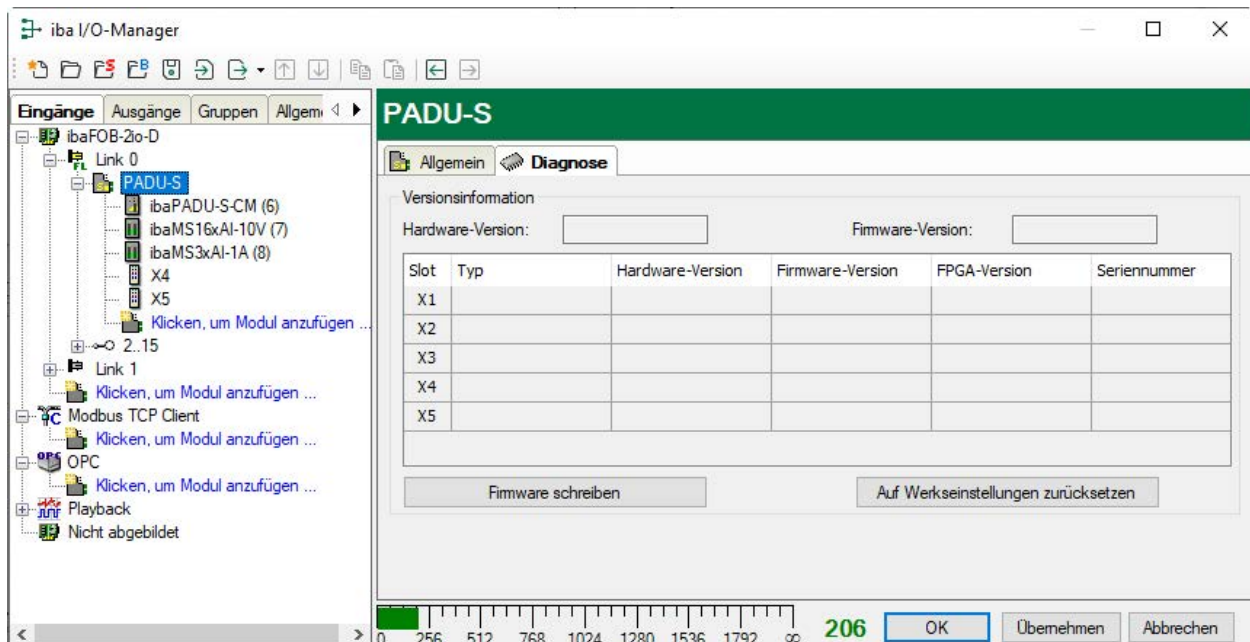 iba I/O-Manager
Eingänge Ausgänge Gruppen Allgem
ibaFOB-2io-D
Link 0
PADU-S
ibaPADU-S-CM (6)
ibaMS16xAI-10V (7)
ibaMS3xAI-1A (8)
X4
X5
Klicken, um Modul anzufügen ...
2..15
Link 1
Klicken, um Modul anzufügen ...
Modbus TCP Client
Klicken, um Modul anzufügen ...
OPC
Klicken, um Modul anzufügen ...
Playback
Nicht abgebildet
PADU-S
Allgemein Diagnose
Versionsinformation
Hardware-Version: Firmware-Version:
Slot Typ Hardware-Version Firmware-Version FPGA-Version Seriennummer
X1
X2
X3
X4
X5
Firmware schreiben Auf Werkseinstellungen zurücksetzen
0 256 512 768 1024 1280 1536 1792 ∞ 206 OK Übernehmen Abbrechen